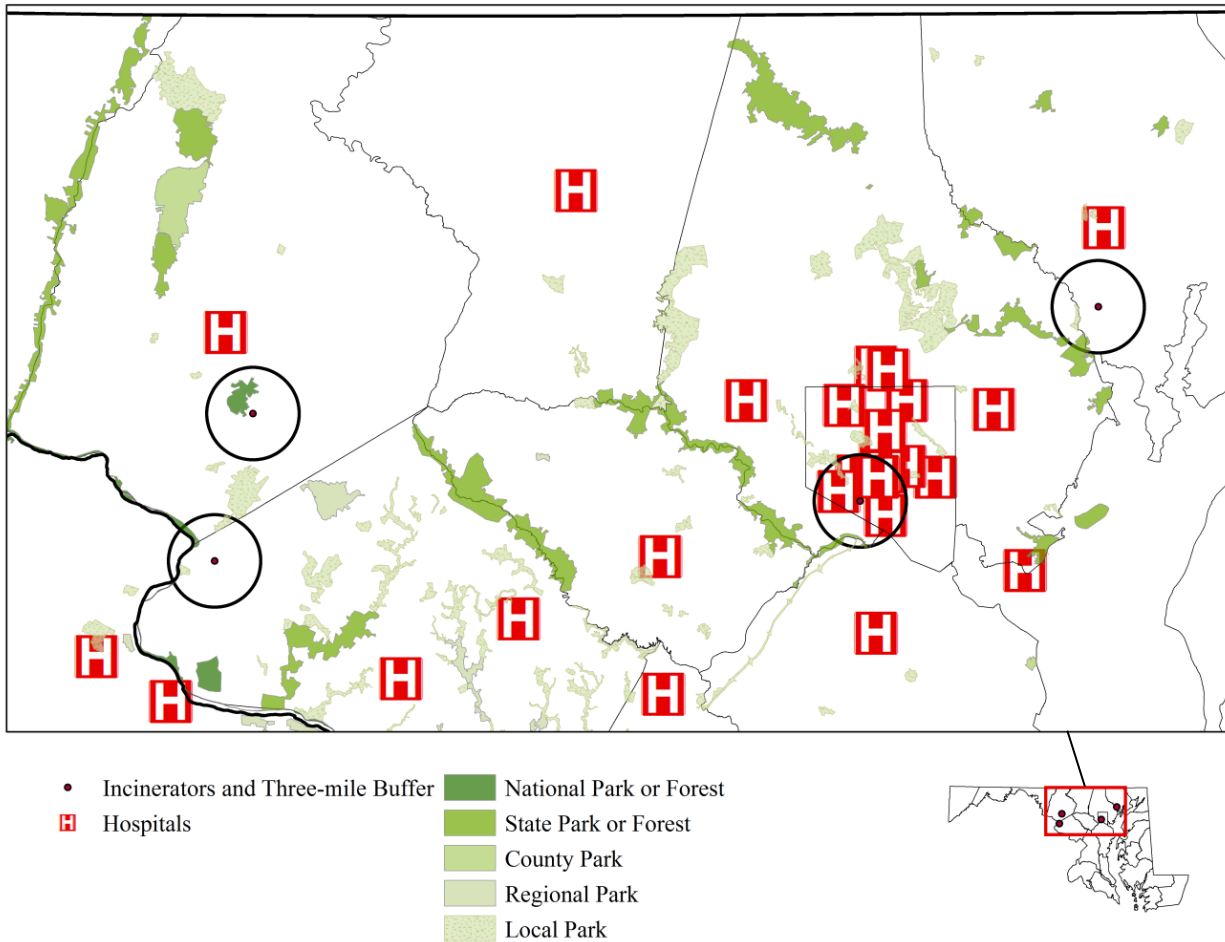 Incinerators and Three-mile Buffer
Hospitals
National Park or Forest
State Park or Forest
County Park
Regional Park
Local Park